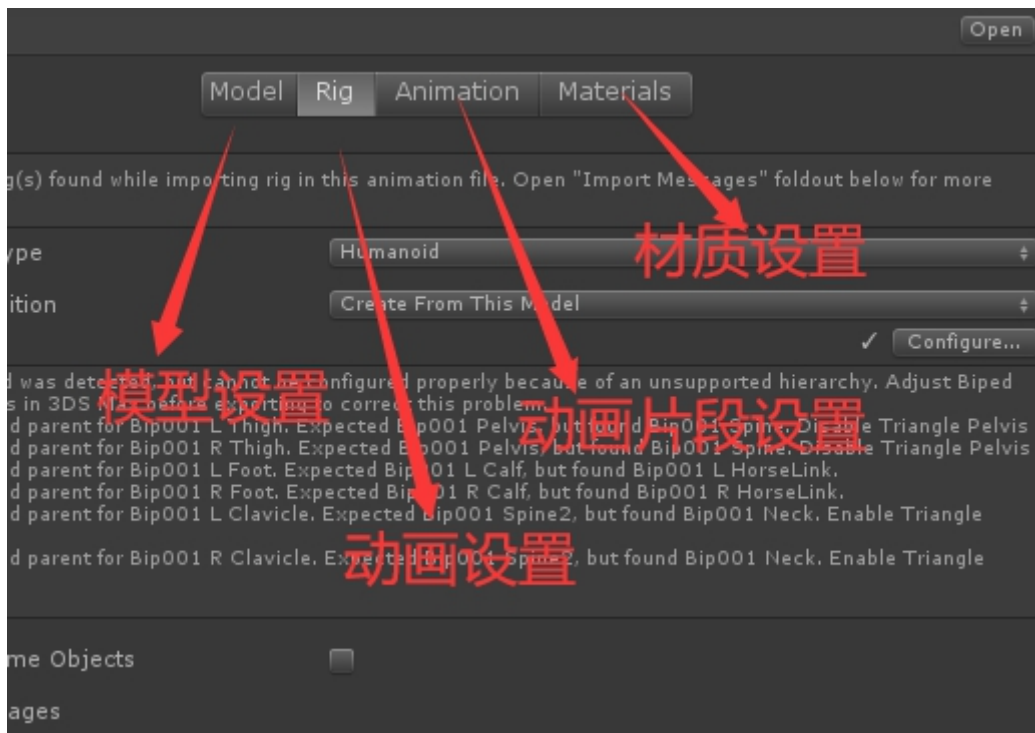 Open
Model Rig Animation Materials
g(s) found while importing rig in this animation file. Open "Import Messages" foldout below for more
ype Humanoid
材质设置
ition Create From This Model
✓ Configure...
模型设置
d was detected, but cannot be configured properly because of an unsupported hierarchy. Adjust Biped
s in 3DS Max before exporting to correct this problem.
动画片段设置
d parent for Bip001 L Thigh. Expected Bip001 Pelvis, but found Bip001 Spine. Disable Triangle Pelvis
d parent for Bip001 R Thigh. Expected Bip001 Pelvis, but found Bip001 Spine. Disable Triangle Pelvis
d parent for Bip001 L Foot. Expected Bip001 L Calf, but found Bip001 L HorseLink.
d parent for Bip001 R Foot. Expected Bip001 R Calf, but found Bip001 R HorseLink.
d parent for Bip001 L Clavicle. Expected Bip001 Spine2, but found Bip001 Neck. Enable Triangle
d parent for Bip001 R Clavicle. Expected Bip001 Spine2, but found Bip001 Neck. Enable Triangle
动画设置
me Objects
ages